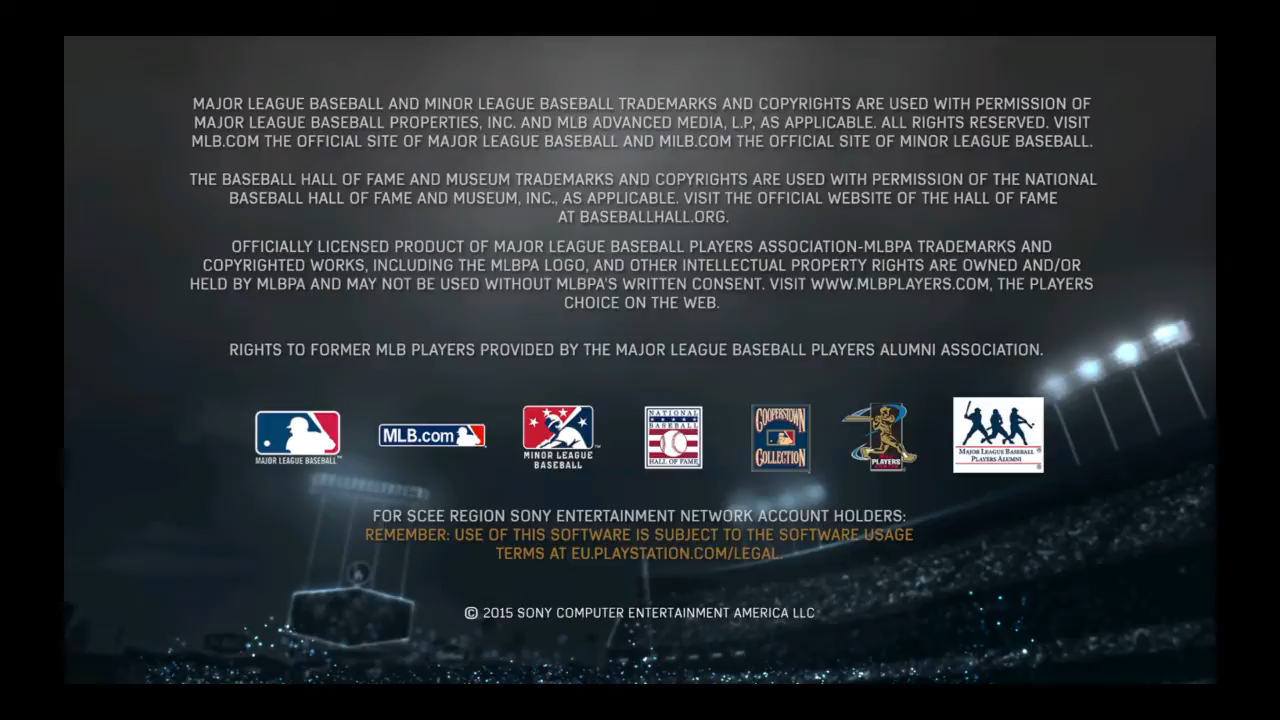 MAJOR LEAGUE BASEBALL AND MINOR LEAGUE BASEBALL TRADEMARKS AND COPYRIGHTS ARE USED WITH PERMISSION OF
MAJOR LEAGUE BASEBALL PROPERTIES, INC. AND MLB ADVANCED MEDIA, L.P, AS APPLICABLE. ALL RIGHTS RESERVED. VISIT
MLB.COM THE OFFICIAL SITE OF MAJOR LEAGUE BASEBALL AND MILB.COM THE OFFICIAL SITE OF MINOR LEAGUE BASEBALL.
THE BASEBALL HALL OF FAME AND MUSEUM TRADEMARKS AND COPYRIGHTS ARE USED WITH PERMISSION OF THE NATIONAL
BASEBALL HALL OF FAME AND MUSEUM, INC., AS APPLICABLE. VISIT THE OFFICIAL WEBSITE OF THE HALL OF FAME
AT BASEBALLHALL.ORG.
OFFICIALLY LICENSED PRODUCT OF MAJOR LEAGUE BASEBALL PLAYERS ASSOCIATION-MLBPA TRADEMARKS AND
COPYRIGHTED WORKS, INCLUDING THE MLBPA LOGO, AND OTHER INTELLECTUAL PROPERTY RIGHTS ARE OWNED AND/OR
HELD BY MLBPA AND MAY NOT BE USED WITHOUT MLBPA'S WRITTEN CONSENT. VISIT WWW.MLBPLAYERS.COM, THE PLAYERS
CHOICE ON THE WEB.
RIGHTS TO FORMER MLB PLAYERS PROVIDED BY THE MAJOR LEAGUE BASEBALL PLAYERS ALUMNI ASSOCIATION.
MAJOR LEAGUE BASEBALL™
MLB.com
MINOR LEAGUE™
BASEBALL
NATIONAL
BASEBALL
HALL OF FAME
COOPERSTOWN
COLLECTION
PLAYERS
MAJOR LEAGUE BASEBALL
PLAYERS ALUMNI
FOR SCEE REGION SONY ENTERTAINMENT NETWORK ACCOUNT HOLDERS:
REMEMBER: USE OF THIS SOFTWARE IS SUBJECT TO THE SOFTWARE USAGE
TERMS AT EU.PLAYSTATION.COM/LEGAL.
© 2015 SONY COMPUTER ENTERTAINMENT AMERICA LLC